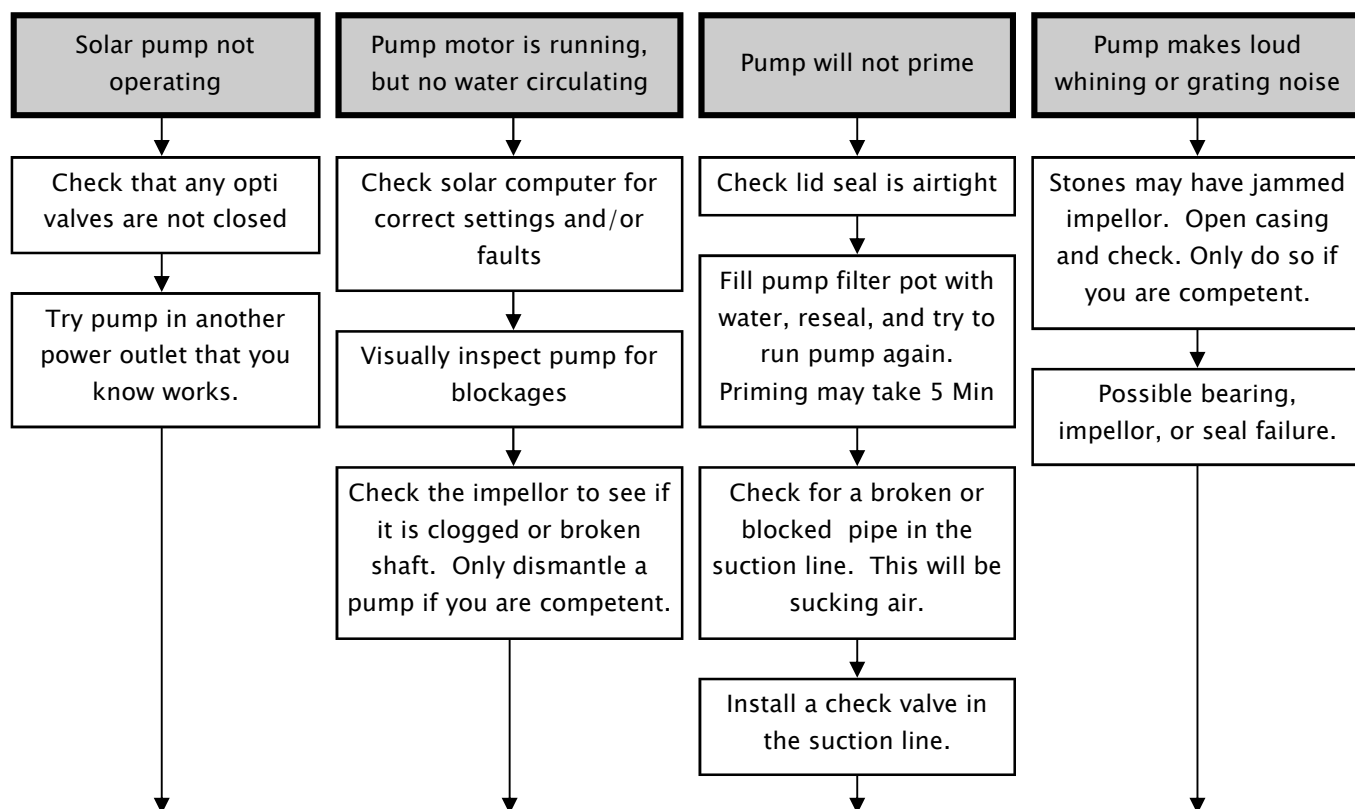 Solar pump not
operating
Check that any opti
valves are not closed
Try pump in another
power outlet that you
know works.
Pump motor is running,
but no water circulating
Check solar computer for
correct settings and/or
faults
Visually inspect pump for
blockages
Check the impellor to see if
it is clogged or broken
shaft. Only dismantle a
pump if you are competent.
Pump will not prime
Check lid seal is airtight
Fill pump filter pot with
water, reseal, and try to
run pump again.
Priming may take 5 Min
Check for a broken or
blocked pipe in the
suction line. This will be
sucking air.
Install a check valve in
the suction line.
Pump makes loud
whining or grating noise
Stones may have jammed
impellor. Open casing
and check. Only do so if
you are competent.
Possible bearing,
impellor, or seal failure.